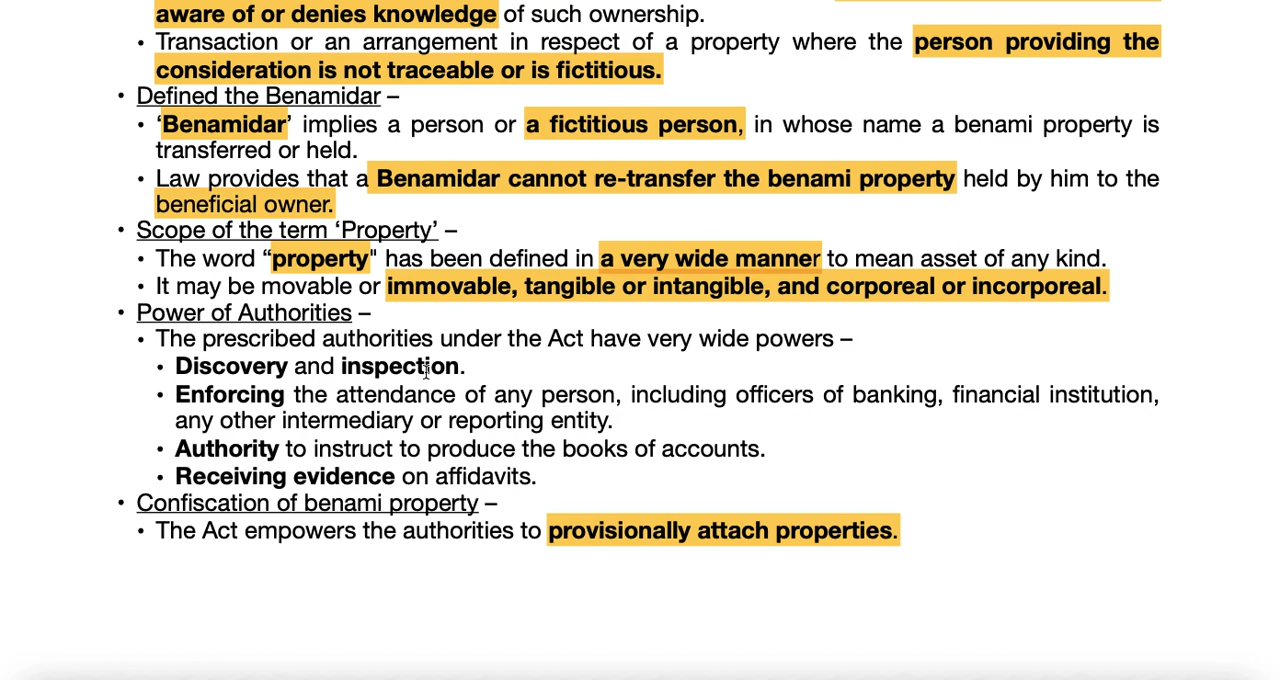 aware of or denies knowledge of such ownership.
• Transaction or an arrangement in respect of a property where the person providing the
consideration is not traceable or is fictitious.
• Defined the Benamidar –
• ‘Benamidar’ implies a person or a fictitious person, in whose name a benami property is
transferred or held.
• Law provides that a Benamidar cannot re-transfer the benami property held by him to the
beneficial owner.
• Scope of the term ‘Property’ –
• The word “property" has been defined in a very wide manner to mean asset of any kind.
• It may be movable or immovable, tangible or intangible, and corporeal or incorporeal.
• Power of Authorities –
• The prescribed authorities under the Act have very wide powers –
• Discovery and inspection.
• Enforcing the attendance of any person, including officers of banking, financial institution,
any other intermediary or reporting entity.
• Authority to instruct to produce the books of accounts.
• Receiving evidence on affidavits.
• Confiscation of benami property –
• The Act empowers the authorities to provisionally attach properties.